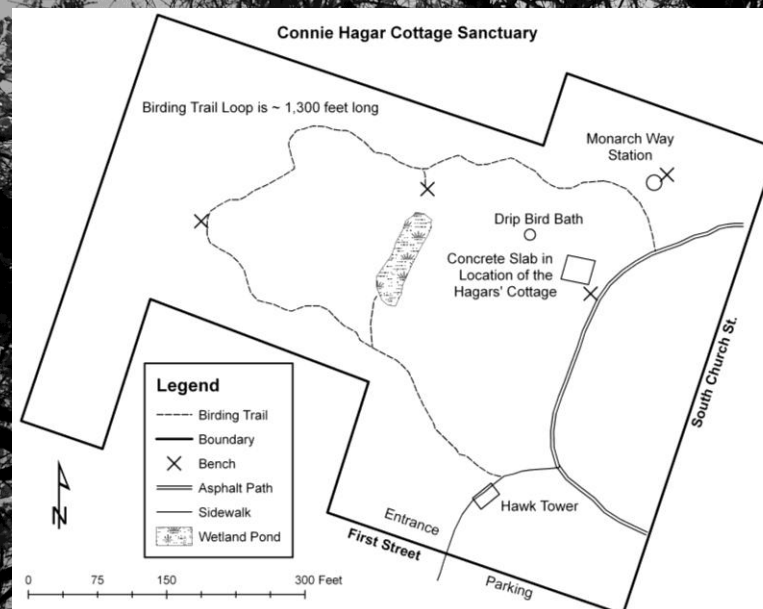 Connie Hagar Cottage Sanctuary
Birding Trail Loop is ~ 1,300 feet long
Monarch Way
Station
Drip Bird Bath
Concrete Slab in
Location of the
Hagars' Cottage
South Church St.
Legend
Birding Trail
Boundary
Bench
Asphalt Path
Sidewalk
Wetland Pond
N
Hawk Tower
Entrance
First Street
Parking
0 75 150 300 Feet